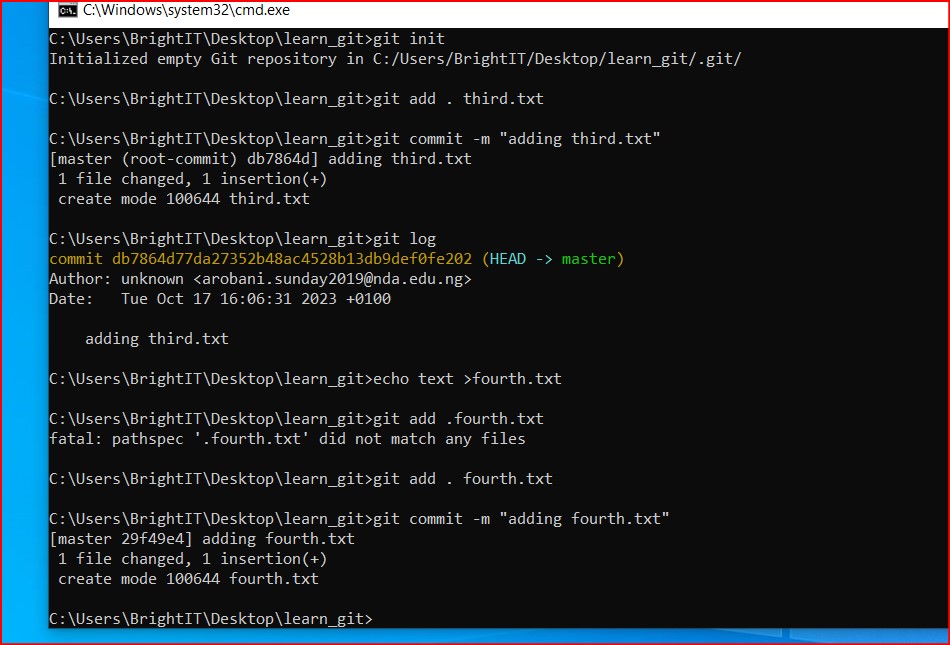 C:\Windows\system32\cmd.exe
C:\Users\BrightIT\Desktop\learn_git>git init
Initialized empty Git repository in C:/Users/BrightIT/Desktop/learn_git/.git/
C:\Users\BrightIT\Desktop\learn_git>git add . third.txt
C:\Users\BrightIT\Desktop\learn_git>git commit -m "adding third.txt"
[master (root-commit) db7864d] adding third.txt
 1 file changed, 1 insertion(+)
 create mode 100644 third.txt
C:\Users\BrightIT\Desktop\learn_git>git log
commit db7864d77da27352b48ac4528b13db9def0fe202 (HEAD -> master)
Author: unknown <arobani.sunday2019@nda.edu.ng>
Date:   Tue Oct 17 16:06:31 2023 +0100
    adding third.txt
C:\Users\BrightIT\Desktop\learn_git>echo text >fourth.txt
C:\Users\BrightIT\Desktop\learn_git>git add .fourth.txt
fatal: pathspec '.fourth.txt' did not match any files
C:\Users\BrightIT\Desktop\learn_git>git add . fourth.txt
C:\Users\BrightIT\Desktop\learn_git>git commit -m "adding fourth.txt"
[master 29f49e4] adding fourth.txt
 1 file changed, 1 insertion(+)
 create mode 100644 fourth.txt
C:\Users\BrightIT\Desktop\learn_git>